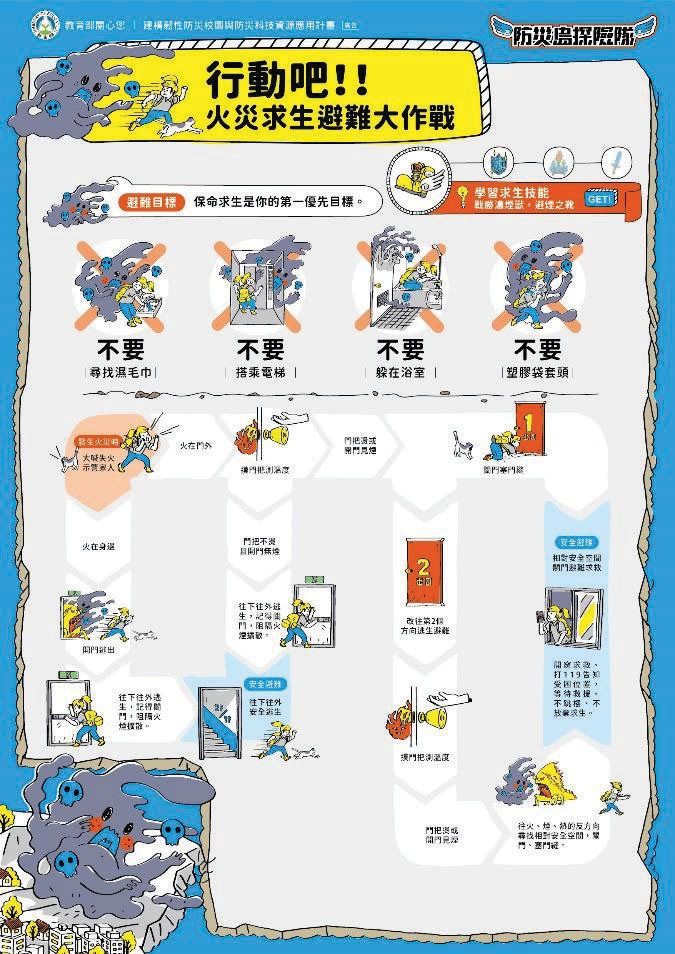 教育部關心您 | 建構韌性防災校園與防災科技資源應用計畫 |廣告
防災島探險隊
行動吧!!
火災求生避難大作戰
避難目標 保命求生是你的第一優先目標。
學習求生技能
戰勝濃煙獸,避煙之靴
GET!
不要
尋找濕毛巾
不要
搭乘電梯
不要
躲在浴室
不要
塑膠袋套頭
發生火災時
大喊失火
示警家人
火在門外
摸門把測溫度
門把燙或
開門見煙
1
關門塞門縫
火在身邊
門把不燙
且開門無煙
2
安全避難
相對安全空間
關門避難求救
開門逃出
往下往外逃
生,記得關
門,阻隔火
煙擴散。
改往第2個
方向逃生避難
開窗求救、
打119告知
受困位置,
等待救援、
不跳樓、不
放棄求生。
往下往外逃
生,記得關
門,阻隔火
煙擴散。
安全避難
往下往外
安全逃生
摸門把測溫度
門把燙或
開門見煙
往火、煙、熱的反方向
尋找相對安全空間,關
門、塞門縫。